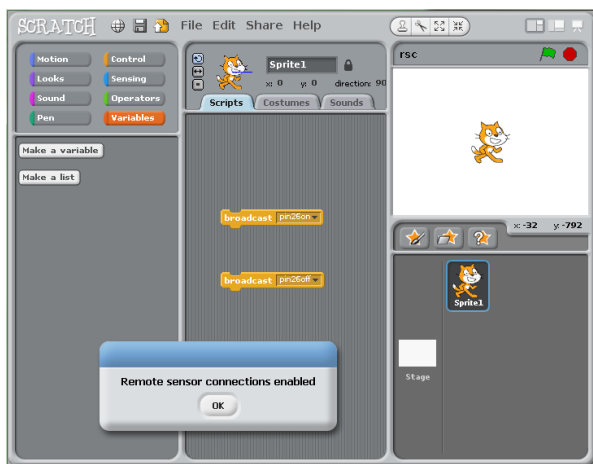 SCRATCH File Edit Share Help
Motion Control
Looks Sensing
Sound Operators
Pen Variables
Make a variable
Make a list
Sprite1
x: 0 y: 0 direction: 90
Scripts Costumes Sounds
broadcast pin26on
broadcast pin26off
Remote sensor connections enabled
OK
rsc
x: -32 y: -792
Sprite1
Stage